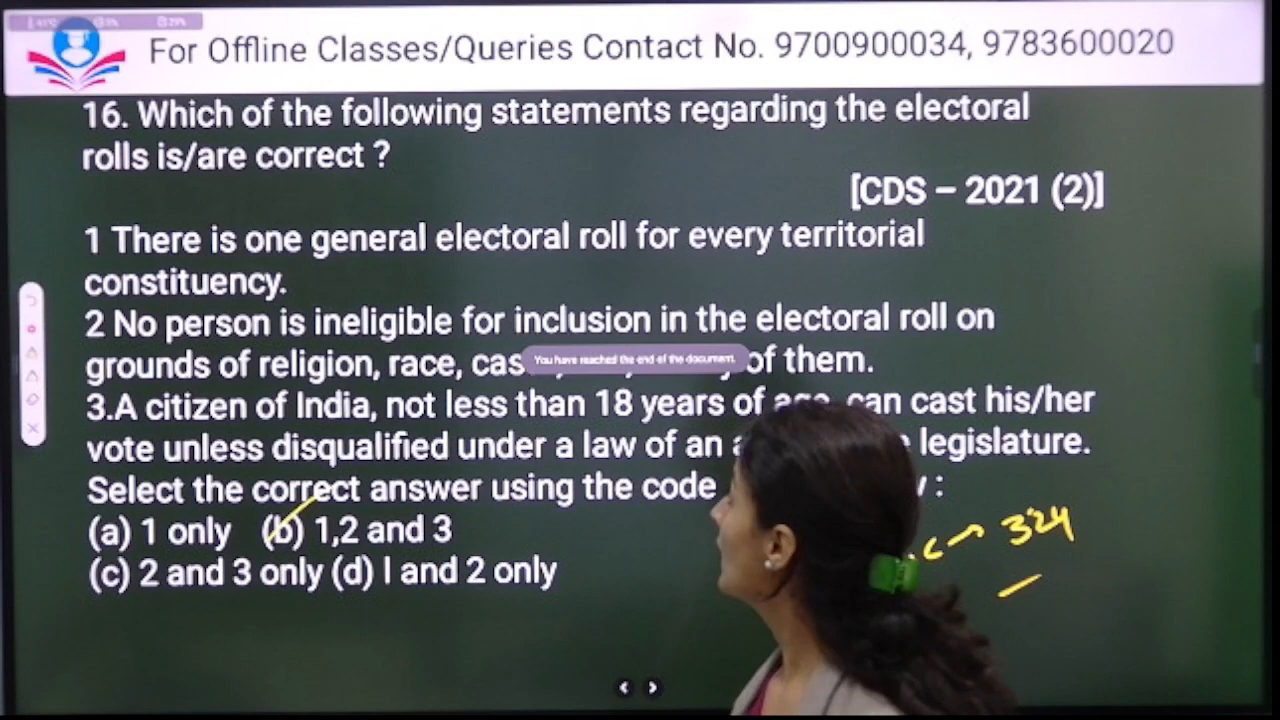 For Offline Classes/Queries Contact No. 9700900034, 9783600020
16. Which of the following statements regarding the electoral
rolls is/are correct ?
[CDS – 2021 (2)]
1 There is one general electoral roll for every territorial
constituency.
2 No person is ineligible for inclusion in the electoral roll on
grounds of religion, race, of them.
You have reached the end of the document.
3.A citizen of India, not less than 18 years of can cast his/her
vote unless disqualified under a law of an legislature.
Select the correct answer using the code :
(a) 1 only (b) 1,2 and 3
324
(c) 2 and 3 only (d) I and 2 only